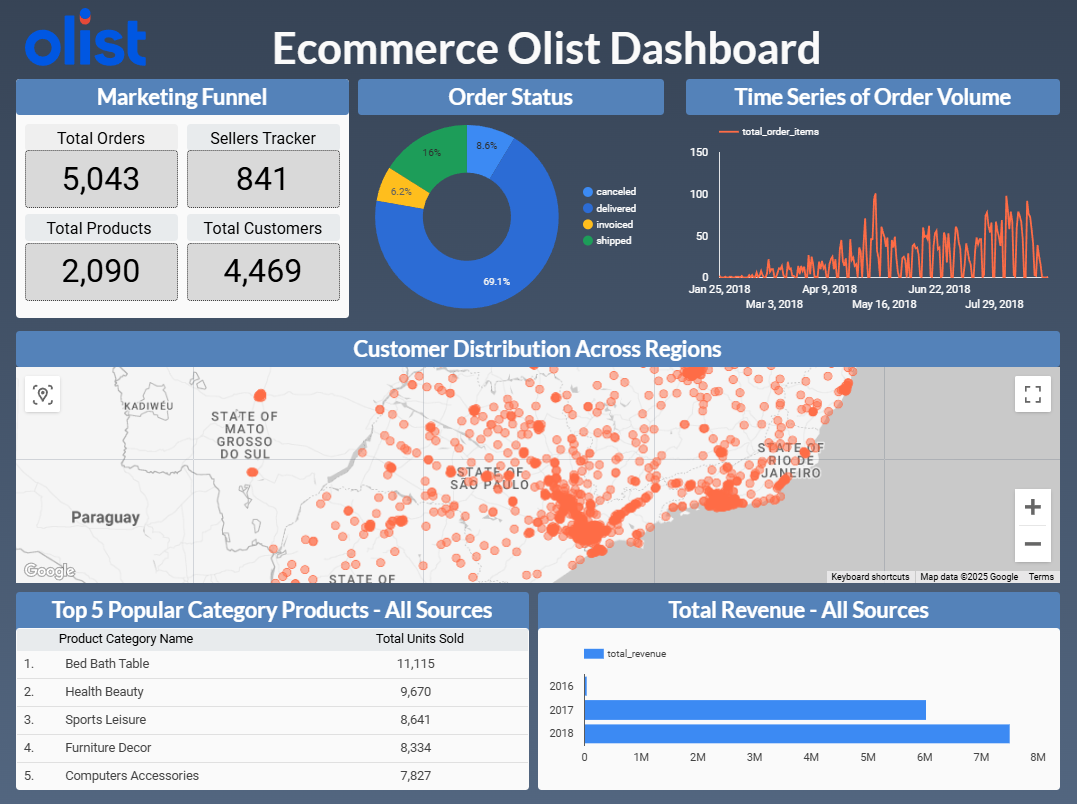 olist
Ecommerce Olist Dashboard
Marketing Funnel
Total Orders
5,043
Sellers Tracker
841
Total Products
2,090
Total Customers
4,469
Order Status
8.6%
16%
6.2%
69.1%
canceled
delivered
invoiced
shipped
Time Series of Order Volume
total_order_items
150
100
50
0
Jan 25, 2018
Mar 3, 2018
Apr 9, 2018
May 16, 2018
Jun 22, 2018
Jul 29, 2018
Customer Distribution Across Regions
KADIWÉU
STATE OF
MATO
GROSSO
DO SUL
STATE OF
SÃO PAULO
STATE OF
RIO DE
JANEIRO
Paraguay
STATE OF
Google
Keyboard shortcuts
Map data ©2025 Google
Terms
Top 5 Popular Category Products - All Sources
Product Category Name Total Units Sold
1. Bed Bath Table 11,115
2. Health Beauty 9,670
3. Sports Leisure 8,641
4. Furniture Decor 8,334
5. Computers Accessories 7,827
Total Revenue - All Sources
total_revenue
2016
2017
2018
0 1M 2M 3M 4M 5M 6M 7M 8M